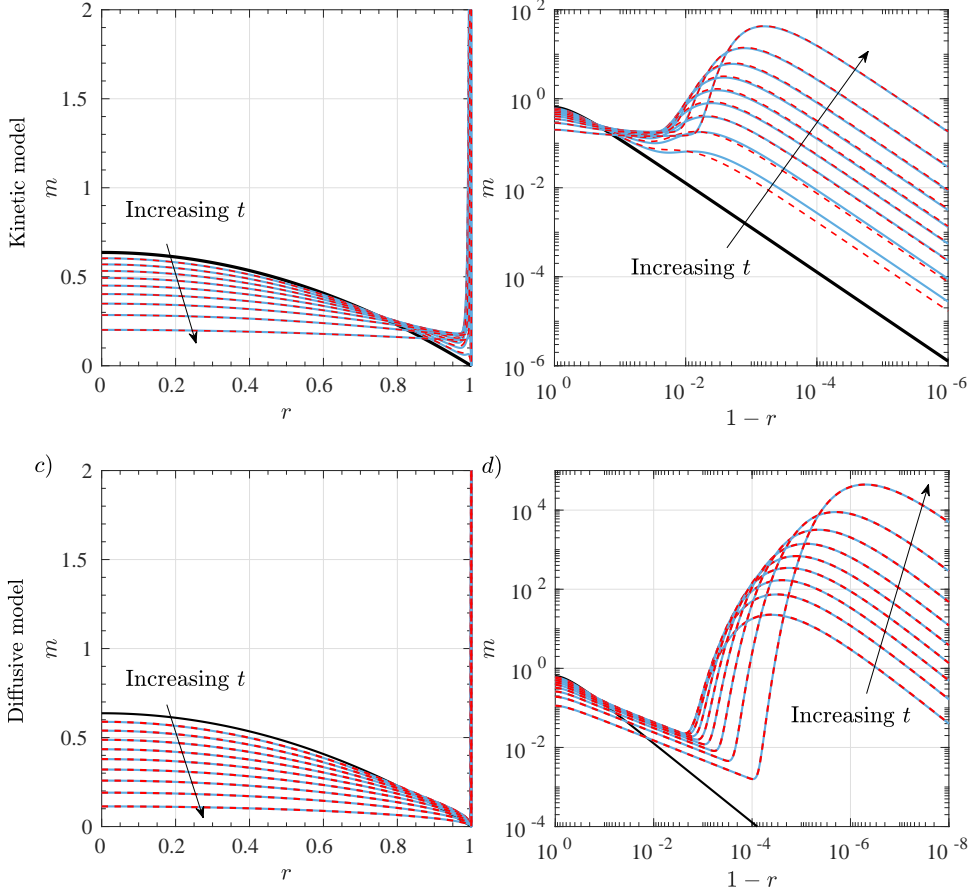 Kinetic model
m
2
1.5
1
0.5
0
Increasing t
0 0.2 0.4 0.6 0.8 1
r
m
10 2
10 0
10 -2
10 -4
10 -6
Increasing t
10 0 10 -2 10 -4 10 -6
1 − r
c)
Diffusive model
m
2
1.5
1
0.5
0
Increasing t
0 0.2 0.4 0.6 0.8 1
r
d)
m
10 4
10 2
10 0
10 -2
10 -4
Increasing t
10 0 10 -2 10 -4 10 -6 10 -8
1 − r